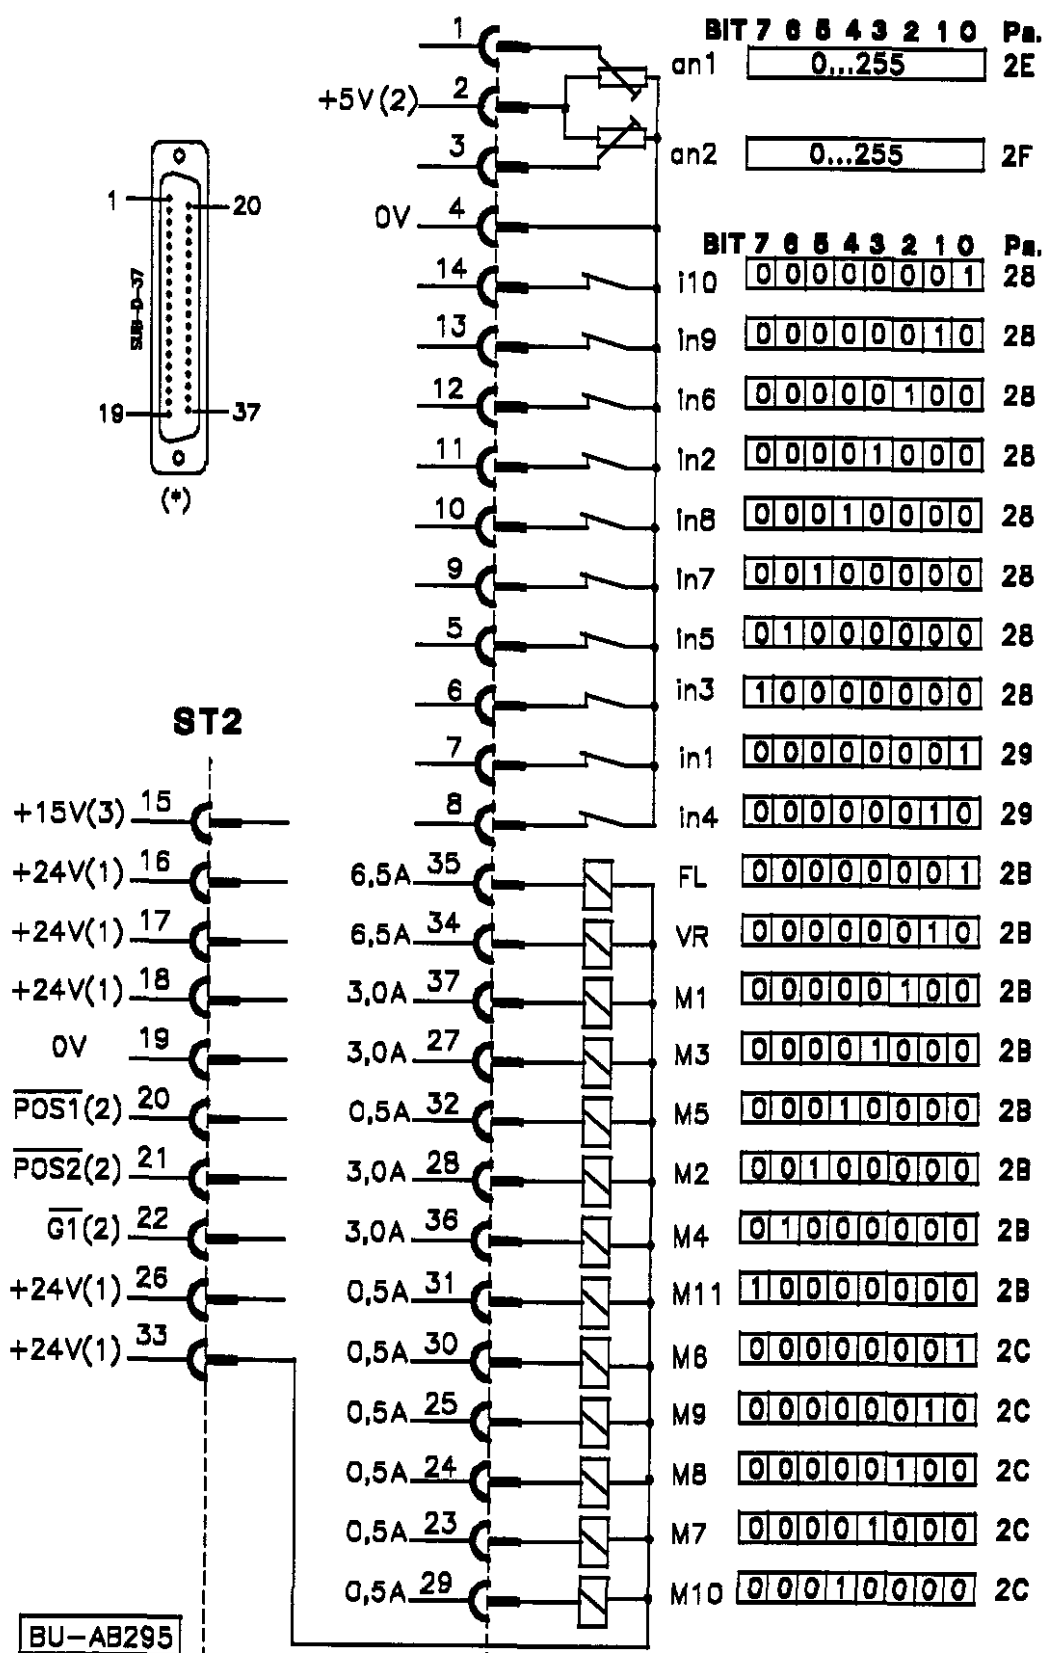 BIT 7 6 5 4 3 2 1 0 Pa.
1 an1 0...255 2E
+5V(2) 2
3 an2 0...255 2F
1 20
SUB-D-37
19 37
(*)
0V 4
BIT 7 6 5 4 3 2 1 0 Pa.
14 i10 0 0 0 0 0 0 0 1 28
13 in9 0 0 0 0 0 0 1 0 28
12 in6 0 0 0 0 0 1 0 0 28
11 in2 0 0 0 0 1 0 0 0 28
10 in8 0 0 0 1 0 0 0 0 28
9 in7 0 0 1 0 0 0 0 0 28
5 in5 0 1 0 0 0 0 0 0 28
6 in3 1 0 0 0 0 0 0 0 28
7 in1 0 0 0 0 0 0 0 1 29
8 in4 0 0 0 0 0 0 1 0 29
ST2
+15V(3) 15
+24V(1) 16
+24V(1) 17
+24V(1) 18
0V 19
POS1(2) 20
POS2(2) 21
G1(2) 22
+24V(1) 26
+24V(1) 33
6,5A 35 FL 0 0 0 0 0 0 0 1 2B
6,5A 34 VR 0 0 0 0 0 0 1 0 2B
3,0A 37 M1 0 0 0 0 0 1 0 0 2B
3,0A 27 M3 0 0 0 0 1 0 0 0 2B
0,5A 32 M5 0 0 0 1 0 0 0 0 2B
3,0A 28 M2 0 0 1 0 0 0 0 0 2B
3,0A 36 M4 0 1 0 0 0 0 0 0 2B
0,5A 31 M11 1 0 0 0 0 0 0 0 2B
0,5A 30 M6 0 0 0 0 0 0 0 1 2C
0,5A 25 M9 0 0 0 0 0 0 1 0 2C
0,5A 24 M8 0 0 0 0 0 1 0 0 2C
0,5A 23 M7 0 0 0 0 1 0 0 0 2C
0,5A 29 M10 0 0 0 1 0 0 0 0 2C
BU-AB295